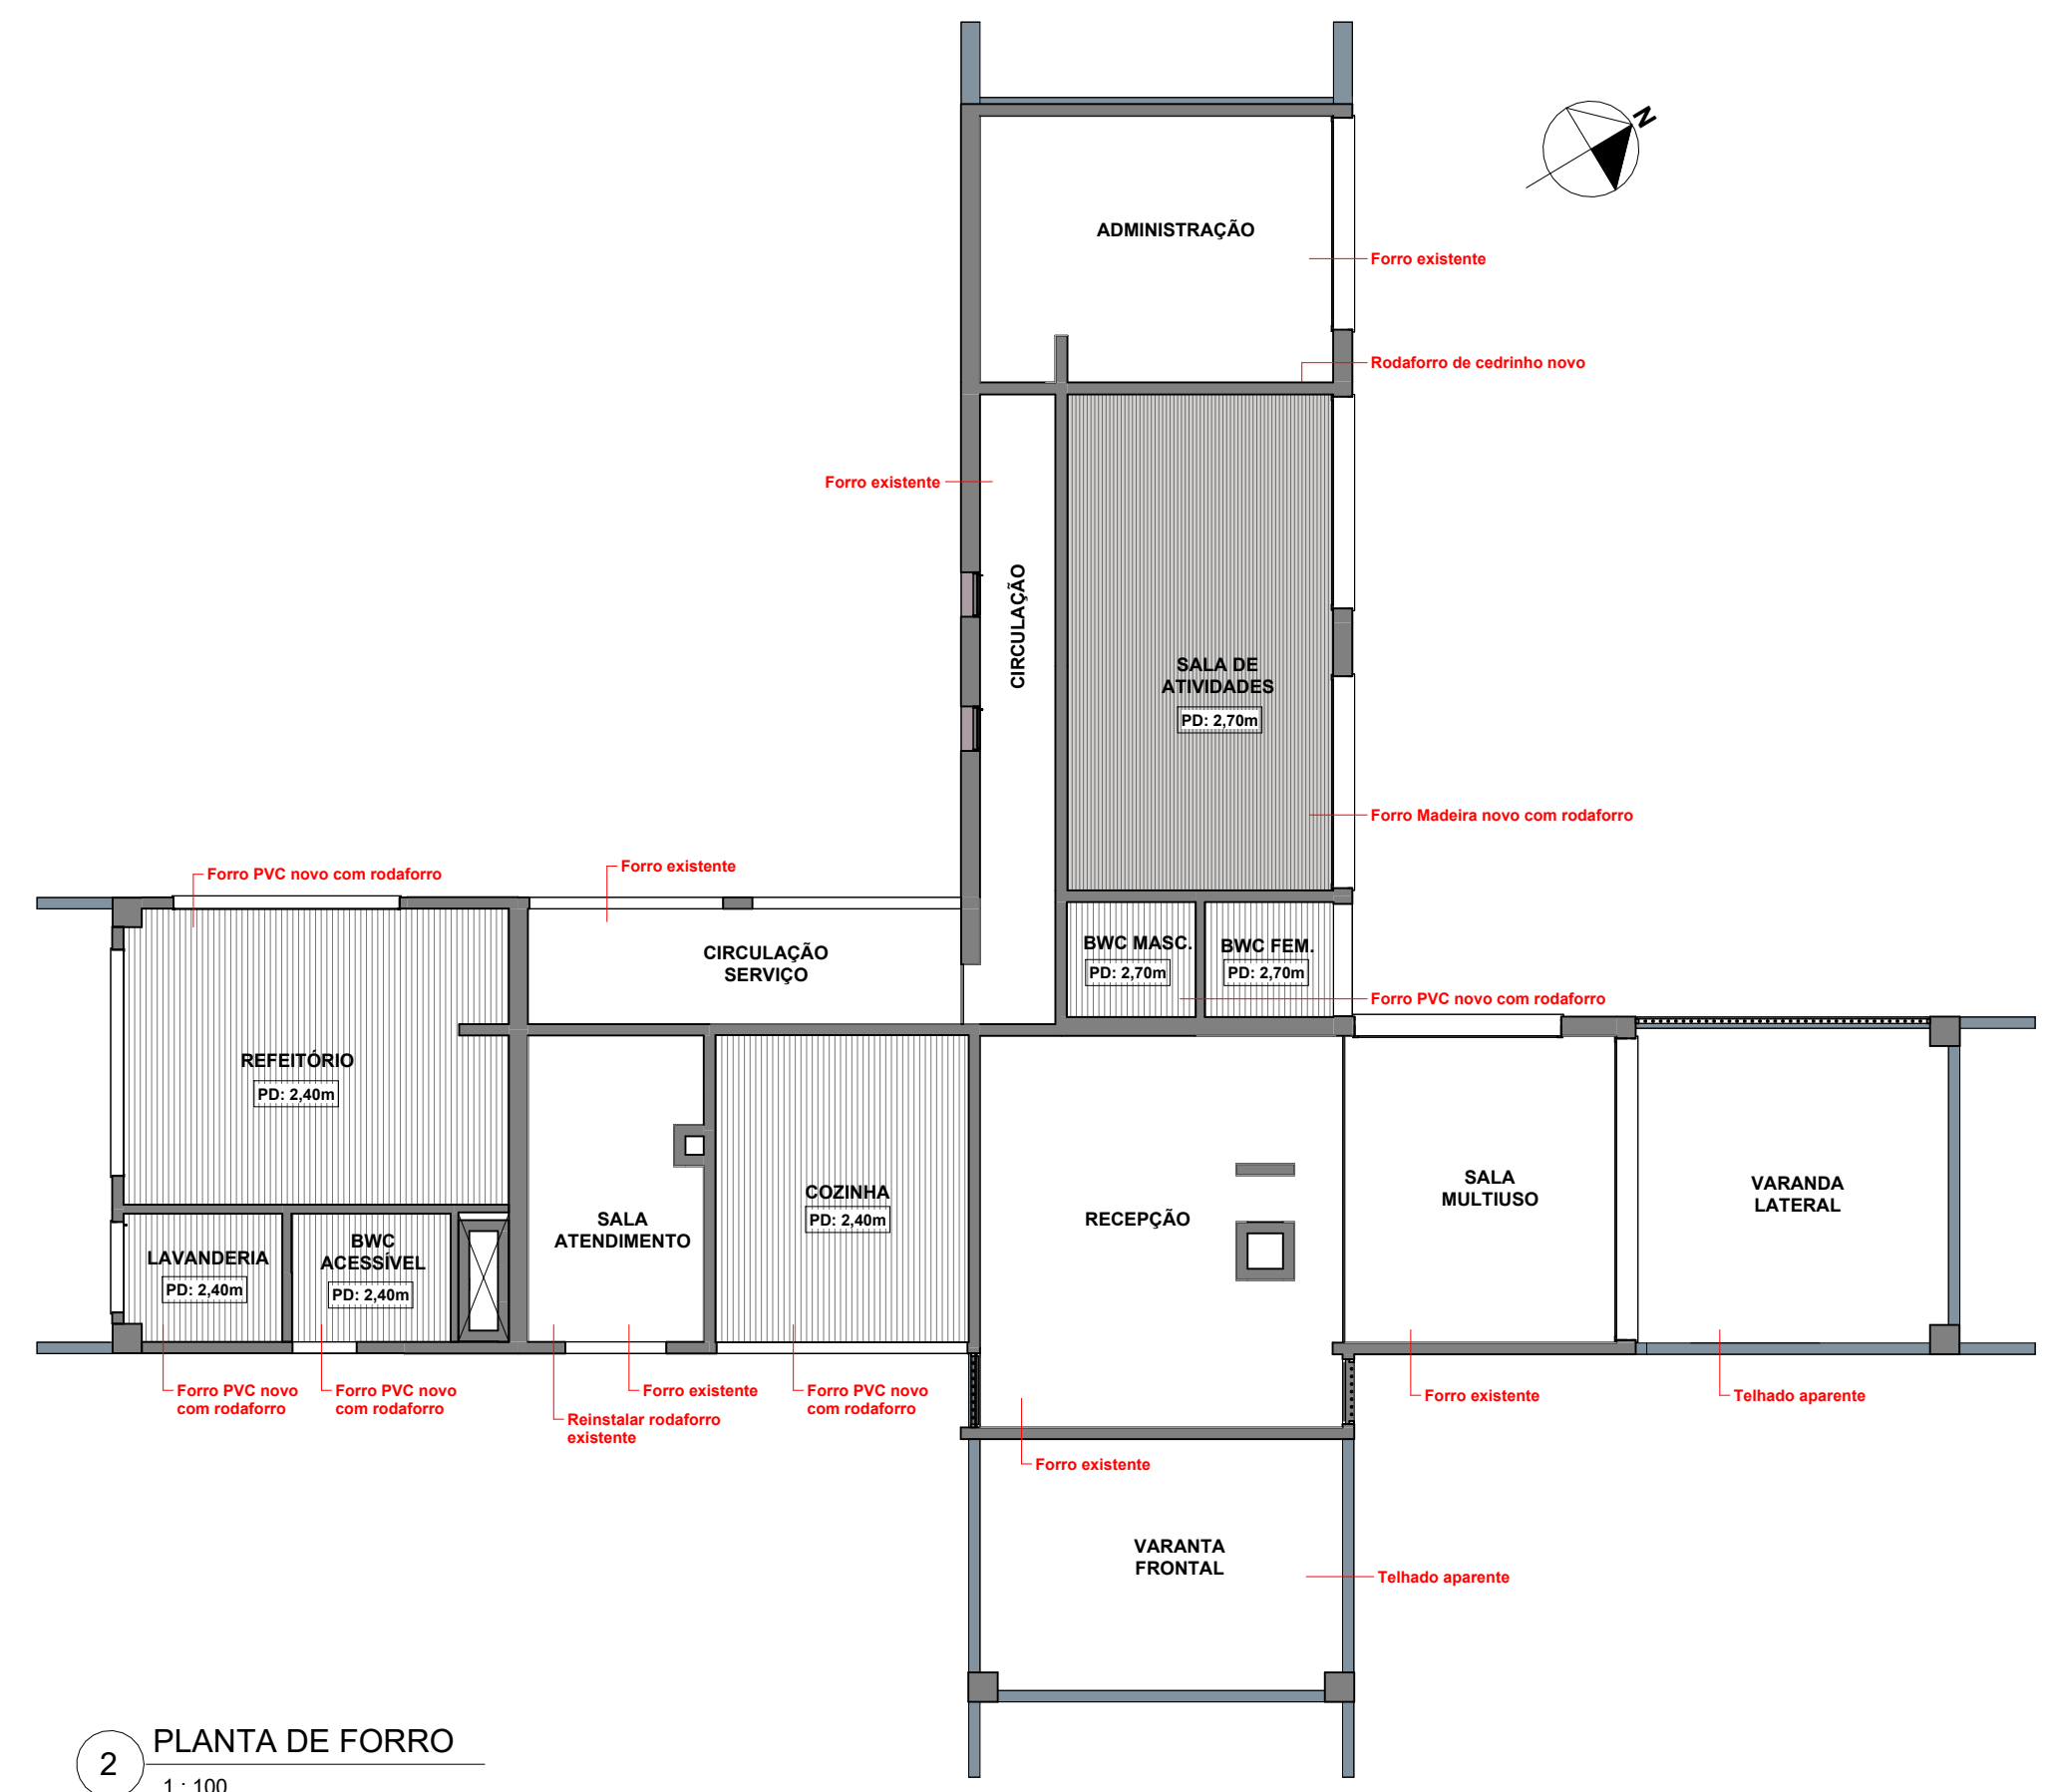 N
ADMINISTRAÇÃO
Forro existente
Rodaforro de cedrinho novo
Forro existente
CIRCULAÇÃO
SALA DE
ATIVIDADES
PD: 2,70m
Forro Madeira novo com rodaforro
Forro PVC novo com rodaforro
Forro existente
CIRCULAÇÃO
SERVIÇO
BWC MASC.
PD: 2,70m
BWC FEM.
PD: 2,70m
Forro PVC novo com rodaforro
REFEITÓRIO
PD: 2,40m
COZINHA
PD: 2,40m
SALA
ATENDIMENTO
RECEPÇÃO
SALA
MULTIUSO
VARANDA
LATERAL
LAVANDERIA
PD: 2,40m
BWC
ACESSÍVEL
PD: 2,40m
Forro PVC novo
com rodaforro
Forro PVC novo
com rodaforro
Reinstalar rodaforro
existente
Forro existente
Forro PVC novo
com rodaforro
Forro existente
Forro existente
Telhado aparente
VARANTA
FRONTAL
Telhado aparente
2
PLANTA DE FORRO
1 : 100